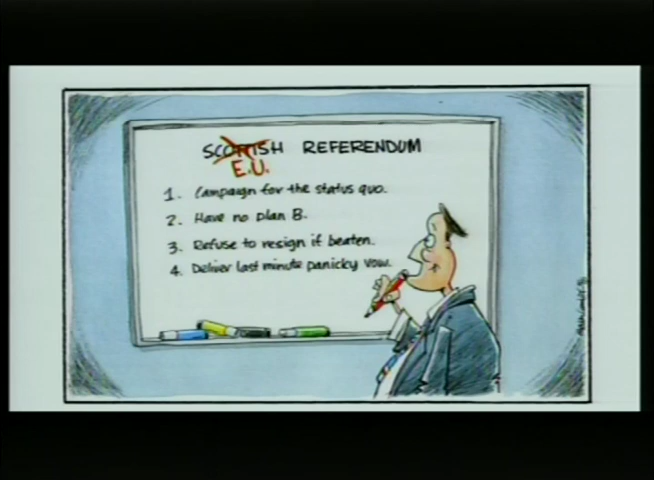 SCOTTISH REFERENDUM
E.U.
1. Campaign for the status quo.
2. Have no plan B.
3. Refuse to resign if beaten.
4. Deliver last minute panicky vow.